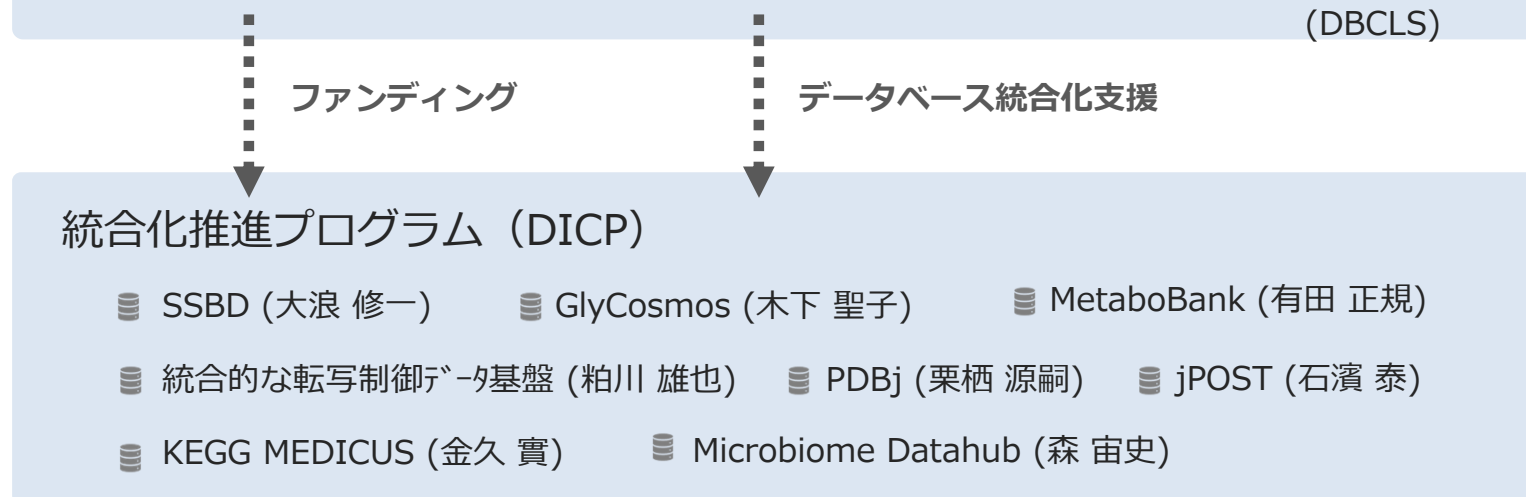 (DBCLS)
ファンディング データベース統合化支援
統合化推進プログラム（DICP）
SSBD (大浪 修一) GlyCosmos (木下 聖子) MetaboBank (有田 正規)
統合的な転写制御ﾃﾞｰﾀ基盤 (粕川 雄也) PDBj (栗栖 源嗣) jPOST (石濱 泰)
KEGG MEDICUS (金久 實) Microbiome Datahub (森 宙史)